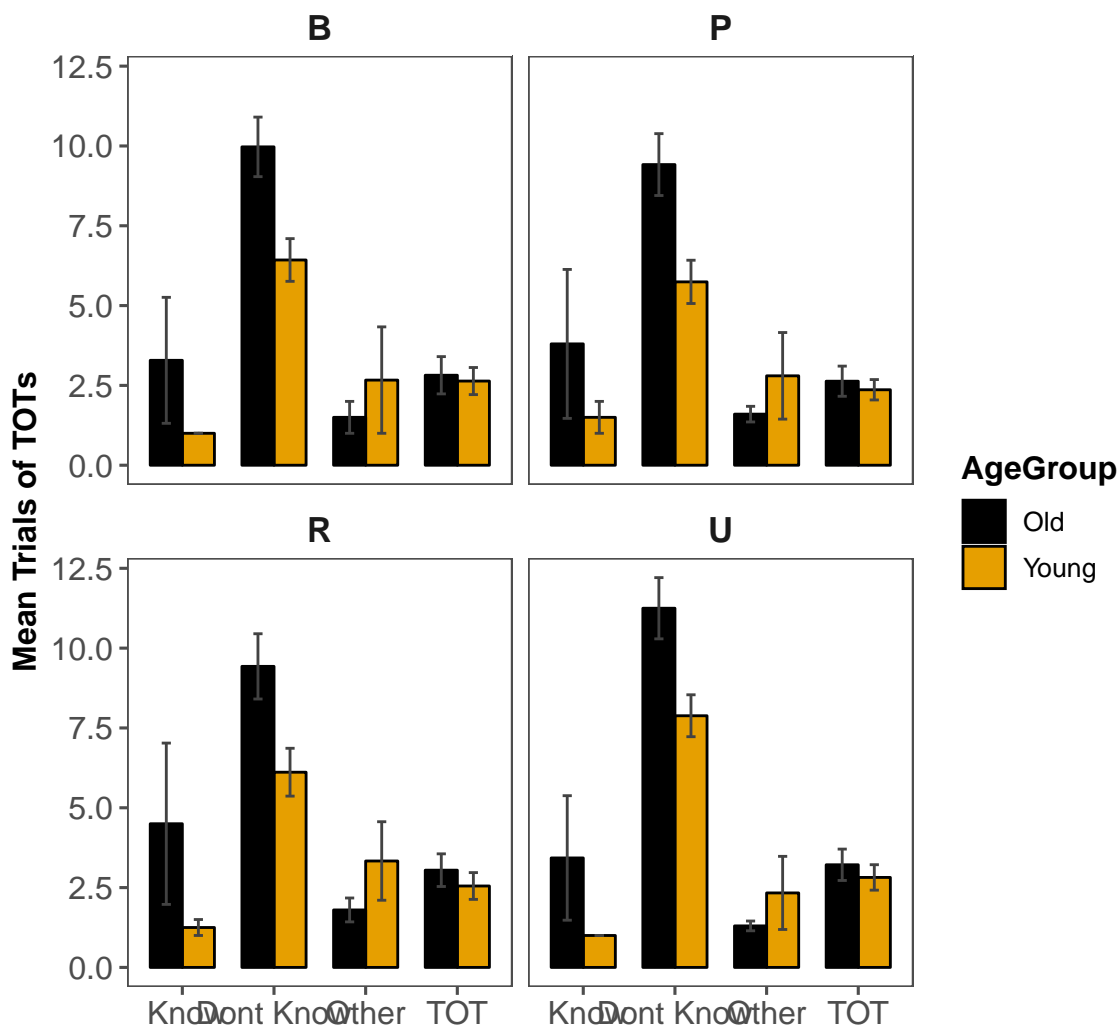 B
P
12.5
10.0
7.5
5.0
2.5
0.0
R
U
12.5
10.0
7.5
5.0
2.5
0.0
Know Dont Know Other TOT
Know Dont Know Other TOT
Mean Trials of TOTs
AgeGroup
Old
Young